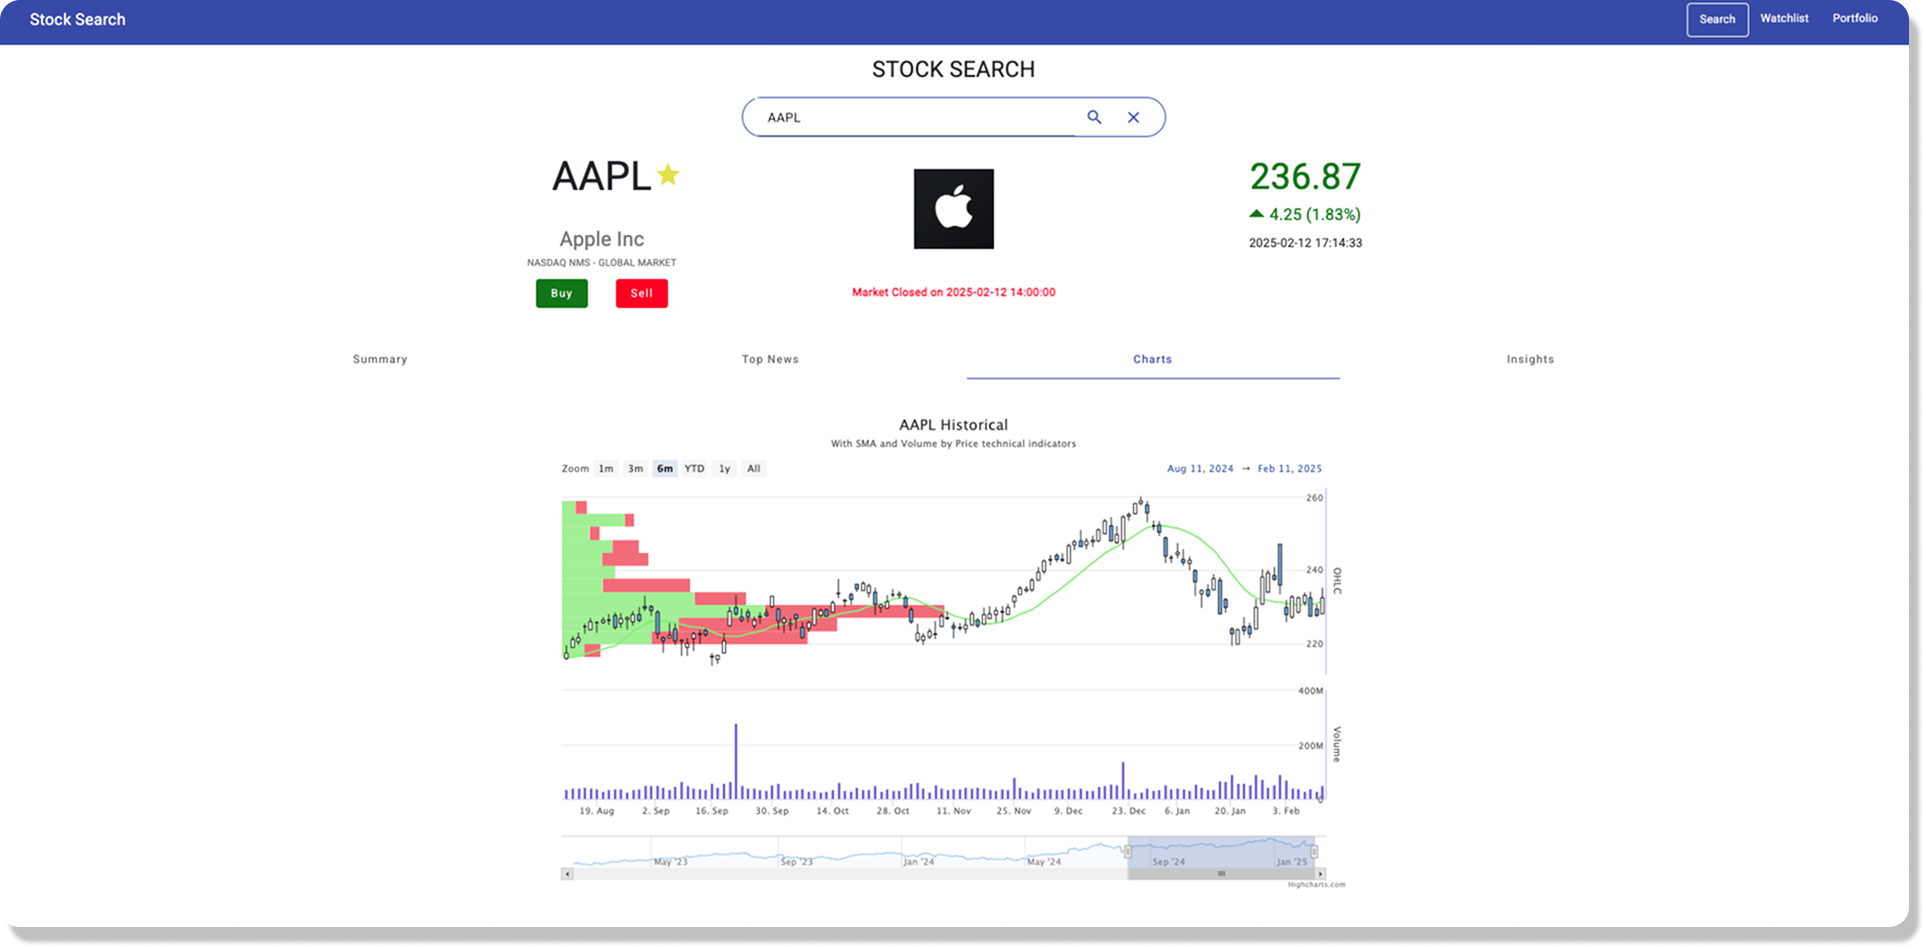 Stock Search
Search Watchlist Portfolio
STOCK SEARCH
AAPL
AAPL
236.87
4.25 (1.83%)
Apple Inc
2025-02-12 17:14:33
NASDAQ NMS - GLOBAL MARKET
Buy Sell
Market Closed on 2025-02-12 14:00:00
Summary Top News Charts Insights
AAPL Historical
With SMA and Volume by Price technical indicators
Zoom 1m 3m 6m YTD 1y All
Aug 11, 2024 → Feb 11, 2025
260
240
OHLC
220
400M
200M
Volume
0
19. Aug 2. Sep 16. Sep 30. Sep 14. Oct 28. Oct 11. Nov 25. Nov 9. Dec 23. Dec 6. Jan 20. Jan 3. Feb
May '23 Sep '23 Jan '24 May '24 Sep '24 Jan '25
Highcharts.com